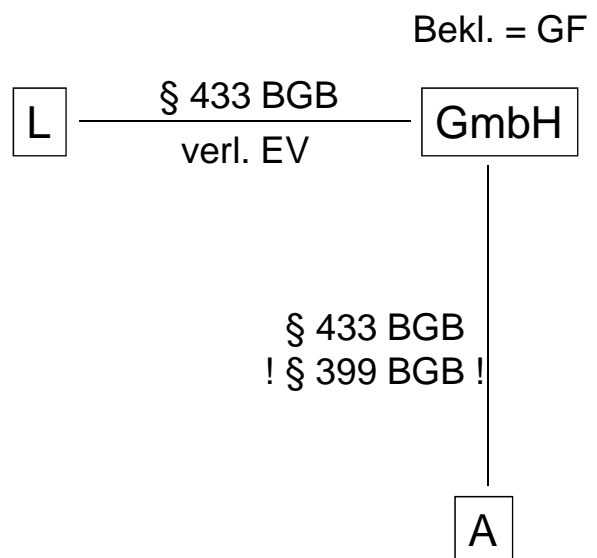 Bekl. = GF
§ 433 BGB
L
GmbH
verl. EV
§ 433 BGB
! § 399 BGB !
A